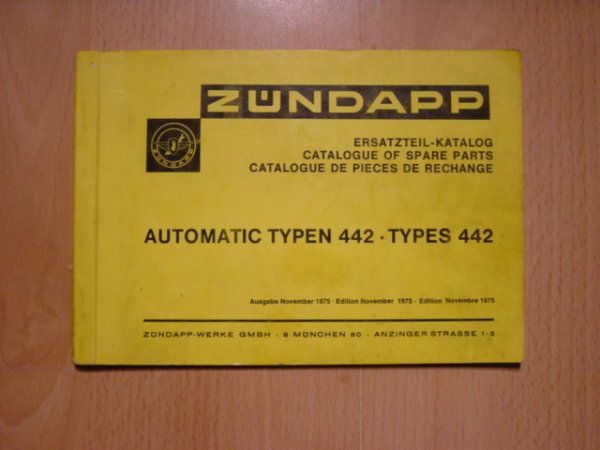 ZÜNDAPP
ZÜNDAPP
ERSATZTEIL-KATALOG
CATALOGUE OF SPARE PARTS
CATALOGUE DE PIECES DE RECHANGE
AUTOMATIC TYPEN 442 · TYPES 442
Ausgabe November 1975 - Edition November 1975 - Edition Novembre 1975
ZÜNDAPP-WERKE GMBH · 8 MÜNCHEN 80 · ANZINGER STRASSE 1-3